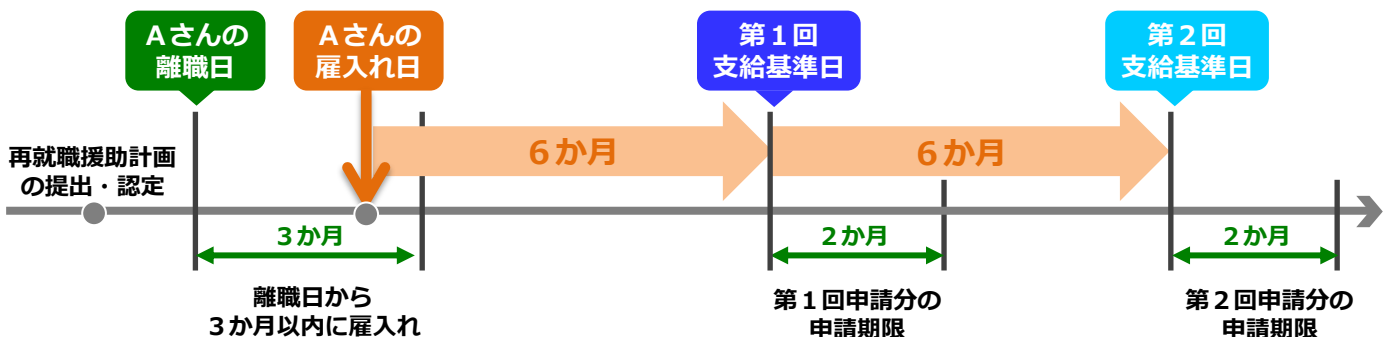 Aさんの
離職日
Aさんの
雇入れ日
第1回
支給基準日
第2回
支給基準日
再就職援助計画
の提出・認定
6か月
6か月
3か月
2か月
2か月
離職日から
3か月以内に雇入れ
第1回申請分の
申請期限
第2回申請分の
申請期限